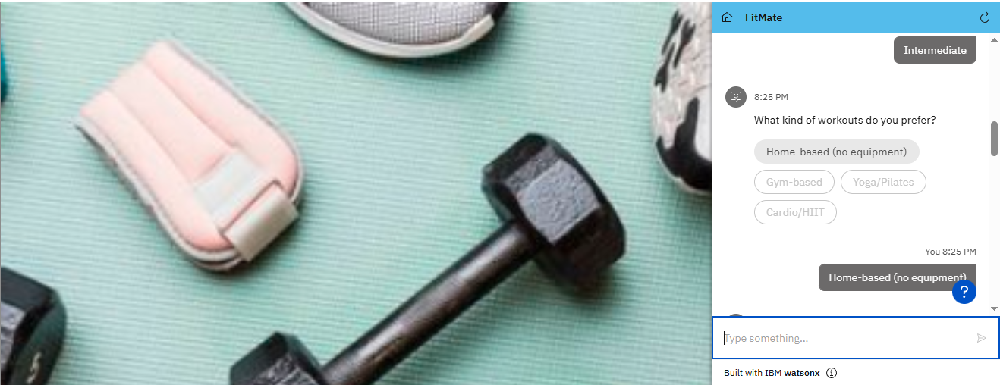 FitMate
Intermediate
8:25 PM
What kind of workouts do you prefer?
Home-based (no equipment)
Gym-based
Yoga/Pilates
Cardio/HIIT
You 8:25 PM
Home-based (no equipment)
?
Type something...
Built with IBM watsonx